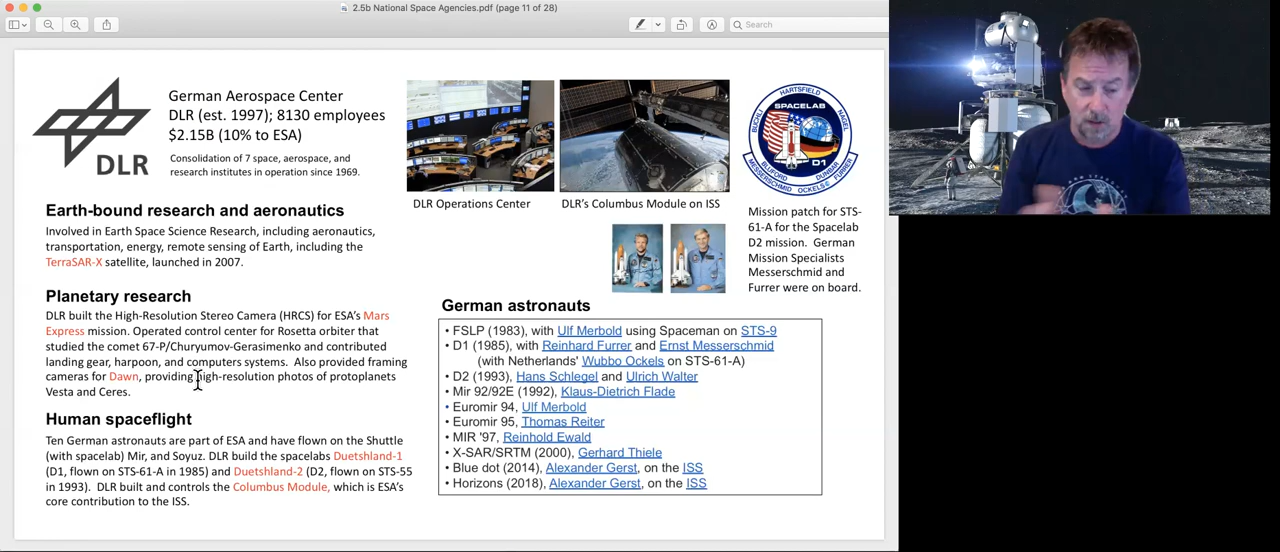 2.5b National Space Agencies.pdf (page 11 of 28)
Search
DLR
German Aerospace Center
DLR (est. 1997); 8130 employees
$2.15B (10% to ESA)
Consolidation of 7 space, aerospace, and
research institutes in operation since 1969.
Earth-bound research and aeronautics
Involved in Earth Space Science Research, including aeronautics,
transportation, energy, remote sensing of Earth, including the
TerraSAR-X satellite, launched in 2007.
Planetary research
DLR built the High-Resolution Stereo Camera (HRCS) for ESA's Mars
Express mission. Operated control center for Rosetta orbiter that
studied the comet 67-P/Churyumov-Gerasimenko and contributed
landing gear, harpoon, and computers systems. Also provided framing
cameras for Dawn, providing high-resolution photos of protoplanets
Vesta and Ceres.
Human spaceflight
Ten German astronauts are part of ESA and have flown on the Shuttle
(with spacelab) Mir, and Soyuz. DLR build the spacelabs Duetshland-1
(D1, flown on STS-61-A in 1985) and Duetshland-2 (D2, flown on STS-55
in 1993). DLR built and controls the Columbus Module, which is ESA's
core contribution to the ISS.
DLR Operations Center
DLR's Columbus Module on ISS
HARTSFIELD
BUCHLI
NAGEL
SPACELAB
D1
BLUFORD
DUNBAR
MESSERSCHMID
OCKELS
FURRER
Mission patch for STS-
61-A for the Spacelab
D2 mission. German
Mission Specialists
Messerschmid and
Furrer were on board.
German astronauts
• FSLP (1983), with Ulf Merbold using Spaceman on STS-9
• D1 (1985), with Reinhard Furrer and Ernst Messerschmid
(with Netherlands' Wubbo Ockels on STS-61-A)
• D2 (1993), Hans Schlegel and Ulrich Walter
• Mir 92/92E (1992), Klaus-Dietrich Flade
• Euromir 94, Ulf Merbold
• Euromir 95, Thomas Reiter
• MIR '97, Reinhold Ewald
• X-SAR/SRTM (2000), Gerhard Thiele
• Blue dot (2014), Alexander Gerst, on the ISS
• Horizons (2018), Alexander Gerst, on the ISS